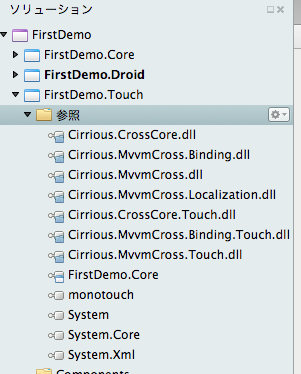 ソリューション
FirstDemo
FirstDemo.Core
FirstDemo.Droid
FirstDemo.Touch
参照
Cirrious.CrossCore.dll
Cirrious.MvvmCross.Binding.dll
Cirrious.MvvmCross.dll
Cirrious.MvvmCross.Localization.dll
Cirrious.CrossCore.Touch.dll
Cirrious.MvvmCross.Binding.Touch.dll
Cirrious.MvvmCross.Touch.dll
FirstDemo.Core
monotouch
System
System.Core
System.Xml
Components